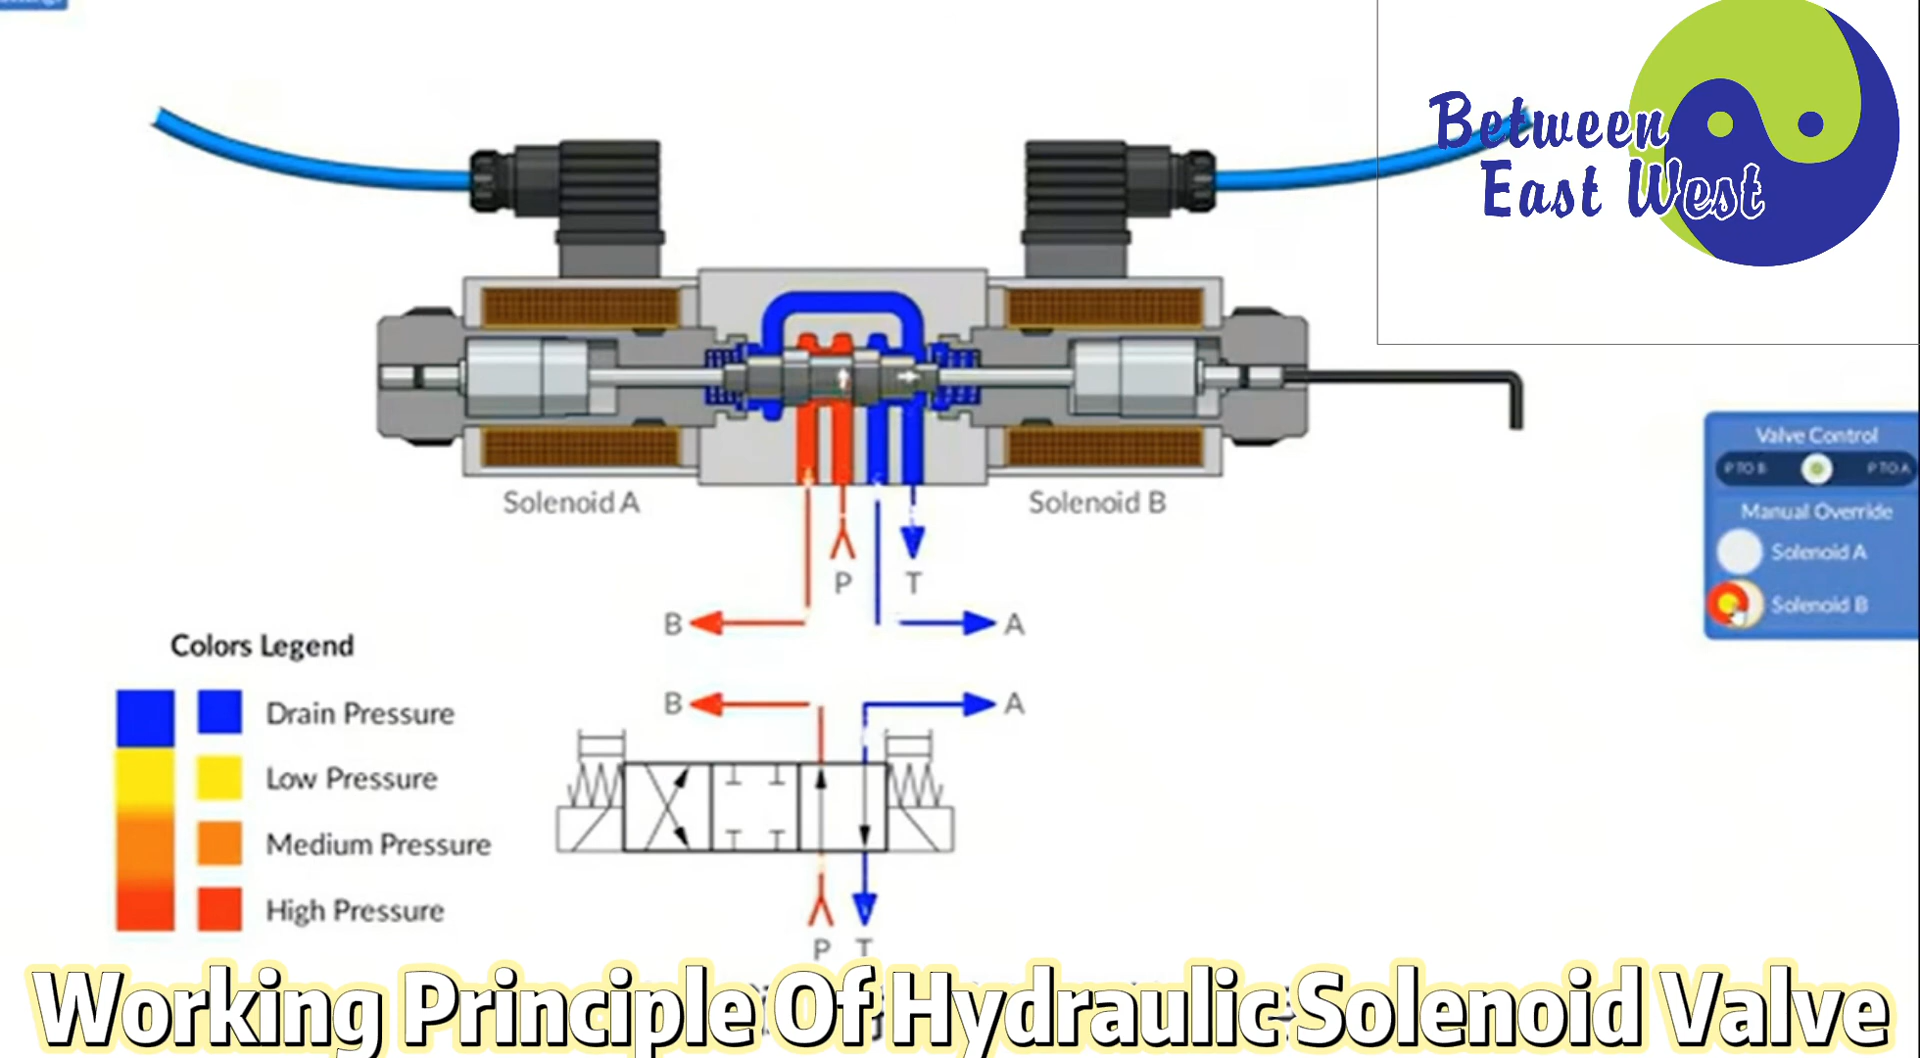 Between
East West
Valve Control
P TO B
P TO A
Manual Override
Solenoid A
Solenoid B
Solenoid A
Solenoid B
P
T
B
A
Colors Legend
Drain Pressure
Low Pressure
Medium Pressure
High Pressure
B
A
P
T
Working Principle Of Hydraulic Solenoid Valve